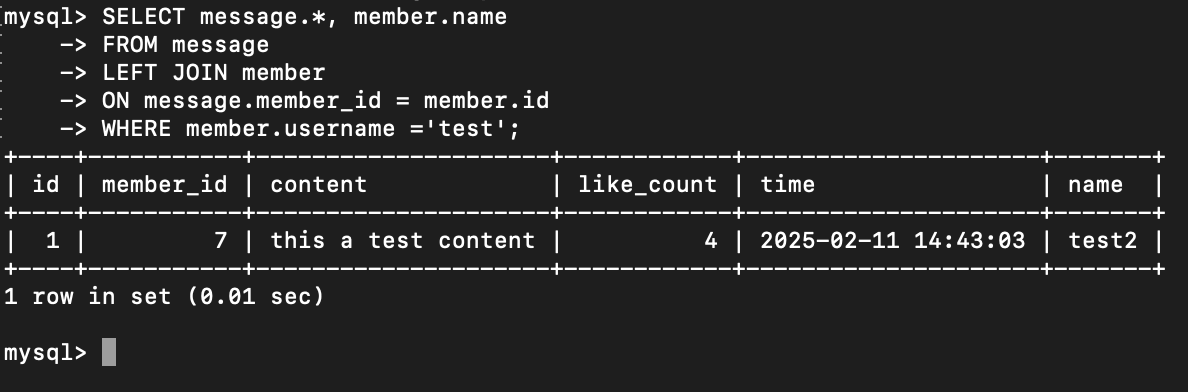 mysql> SELECT message.*, member.name
    -> FROM message
    -> LEFT JOIN member
    -> ON message.member_id = member.id
    -> WHERE member.username ='test';
+----+-----------+---------------------+------------+---------------------+-------+
| id | member_id | content             | like_count | time                | name  |
+----+-----------+---------------------+------------+---------------------+-------+
|  1 |         7 | this a test content |          4 | 2025-02-11 14:43:03 | test2 |
+----+-----------+---------------------+------------+---------------------+-------+
1 row in set (0.01 sec)
mysql>